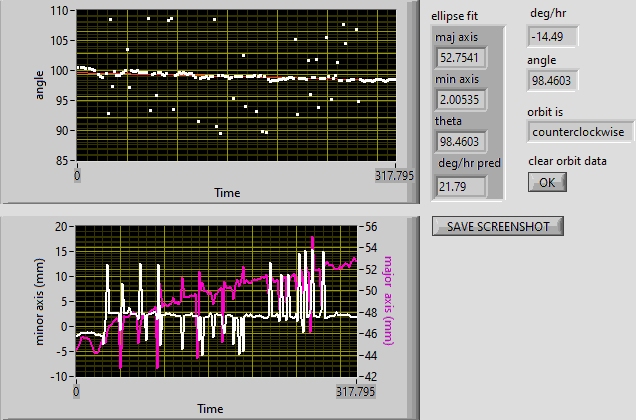 110
105
100
95
90
85
angle
0
317.795
Time
ellipse fit
maj axis
52.7541
min axis
2.00535
theta
98.4603
deg/hr pred
21.79
deg/hr
-14.49
angle
98.4603
orbit is
counterclockwise
clear orbit data
OK
SAVE SCREENSHOT
20
15
10
5
0
-5
-10
minor axis (mm)
56
54
52
50
48
46
44
42
major axis (mm)
0
317.795
Time